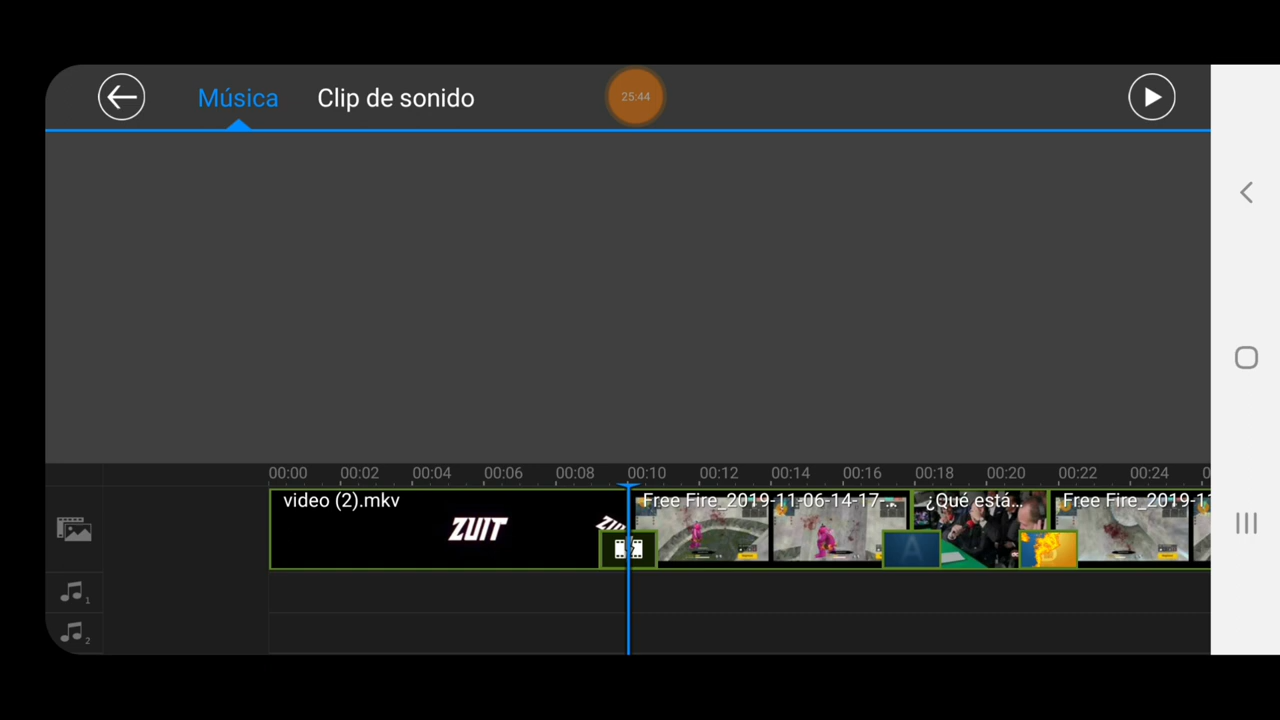 Música Clip de sonido 25:44
00:00 00:02 00:04 00:06 00:08 00:10 00:12 00:14 00:16 00:18 00:20 00:22 00:24
video (2).mkv Free Fire_2019-11-06-14-17-... ¿Qué está... Free Fire_2019-11
ZUIT
A
1
2